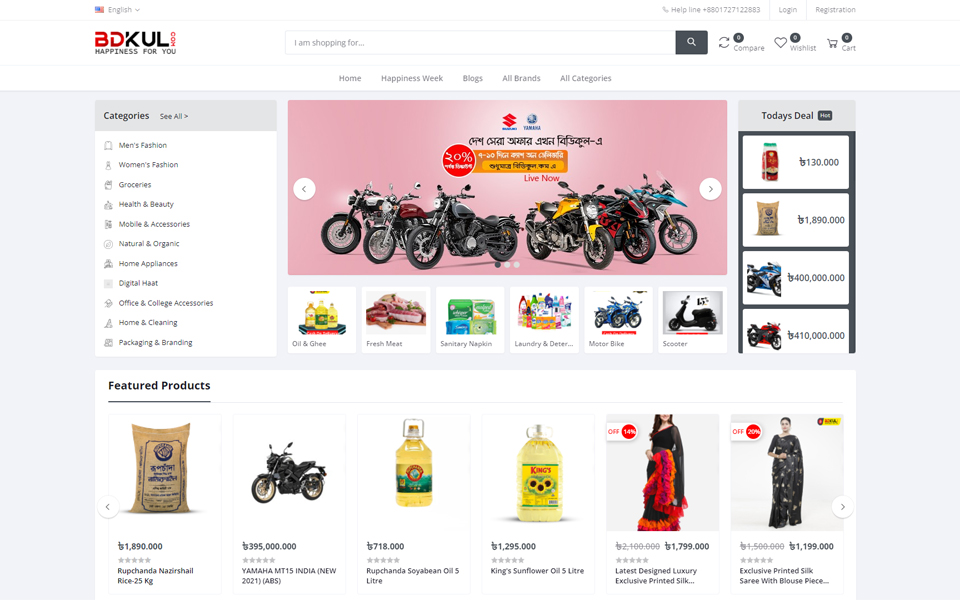 English
Help line +8801727122883
Login
Registration
BDKUL.COM
HAPPINESS FOR YOU
I am shopping for...
0
Compare
0
Wishlist
0
Cart
Home
Happiness Week
Blogs
All Brands
All Categories
Categories
See All >
Men's Fashion
Women's Fashion
Groceries
Health & Beauty
Mobile & Accessories
Natural & Organic
Home Appliances
Digital Haat
Office & College Accessories
Home & Cleaning
Packaging & Branding
SUZUKI
YAMAHA
দেশ সেরা অফার এখন বিডিকুল-এ
২০%
৭-১০ দিনে ক্যাশ অন ডেলিভারি
শুধুমাত্র বিডিকুল.কম এ
Live Now
Oil & Ghee
Fresh Meat
Sanitary Napkin
Laundry & Deter...
Motor Bike
Scooter
Todays Deal
Hot
৳130.000
৳1,890.000
৳400,000.000
৳410,000.000
Featured Products
রূপচাঁদা
৳1,890.000
Rupchanda Nazirshail
Rice-25 Kg
৳395,000.000
YAMAHA MT15 INDIA (NEW
2021) (ABS)
৳718.000
Rupchanda Soyabean Oil 5
Litre
KING'S
৳1,295.000
King's Sunflower Oil 5 Litre
OFF 14%
৳2,100.000 ৳1,799.000
Latest Designed Luxury
Exclusive Printed Silk...
OFF 20%
BDKUL
৳1,500.000 ৳1,199.000
Exclusive Printed Silk
Saree With Blouse Piece...